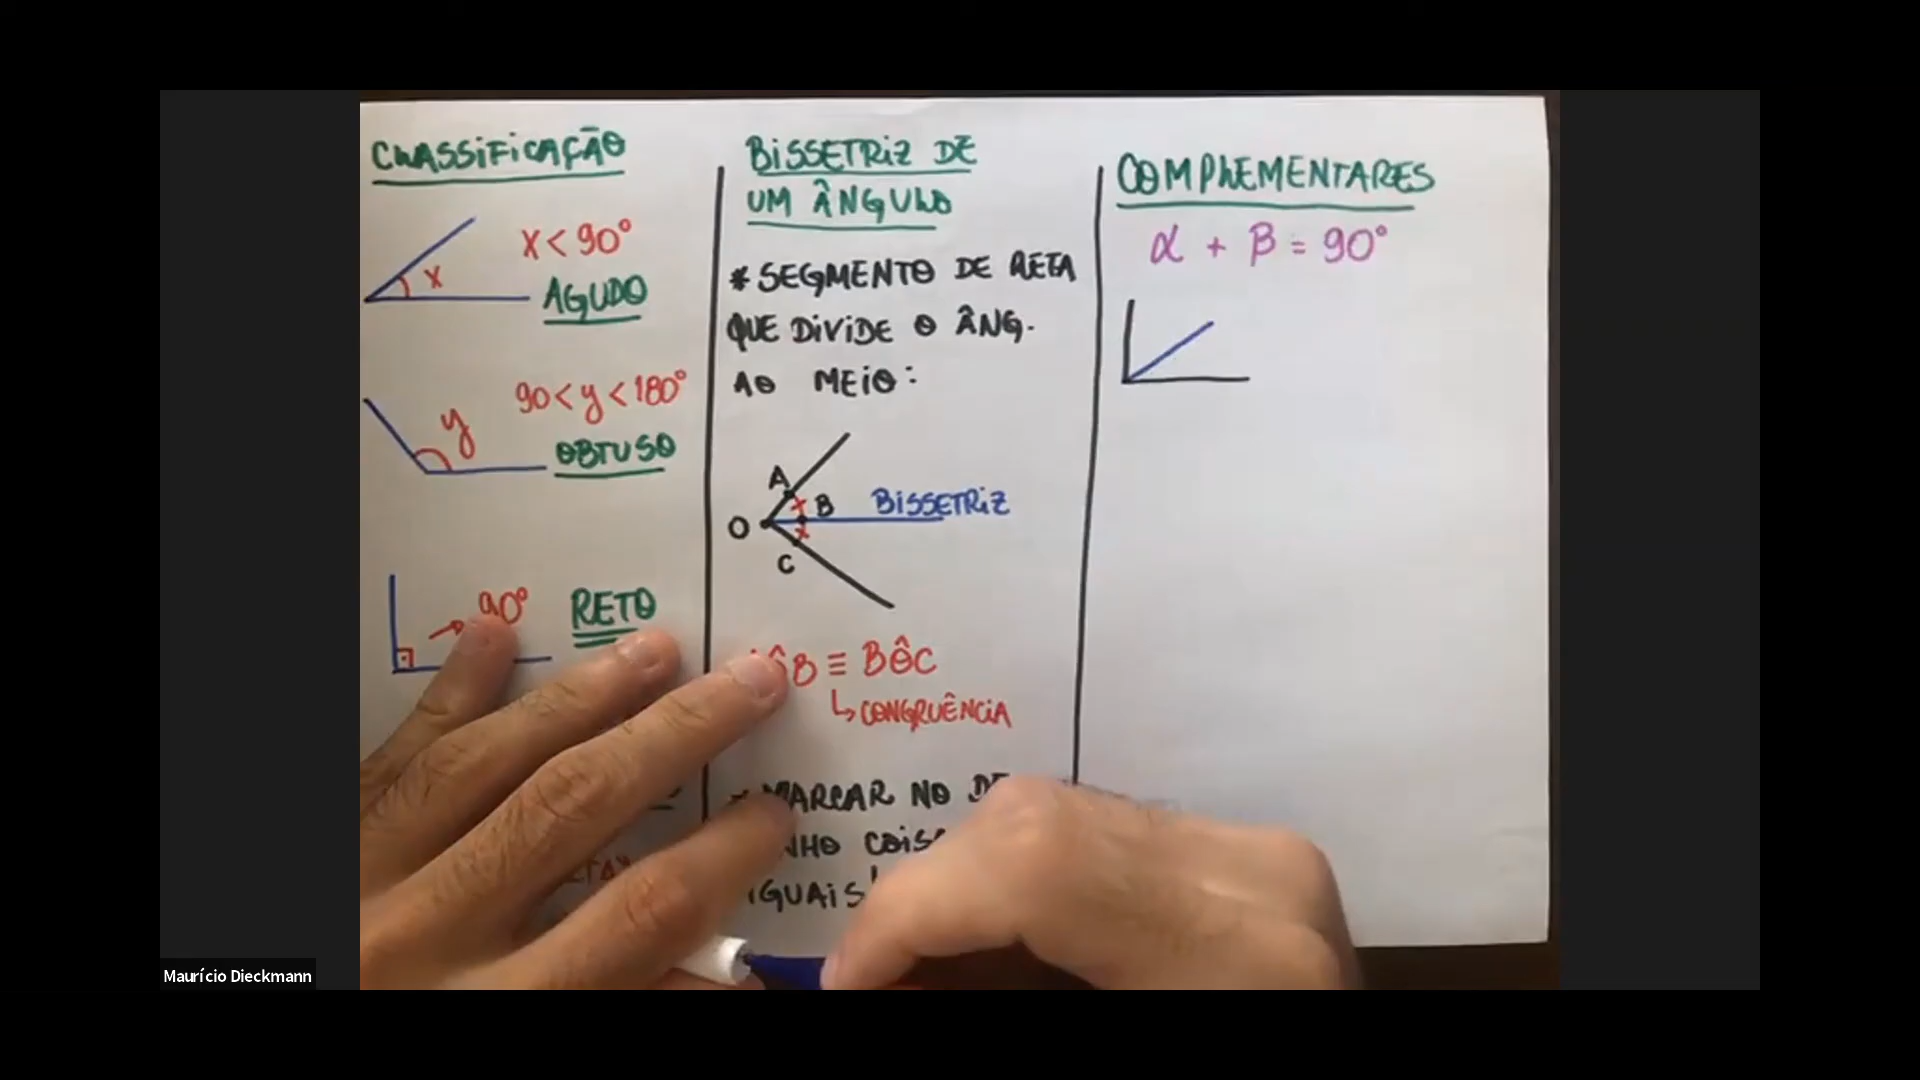 CLASSIFICAÇÃO
x < 90°
x
AGUDO
90 < y < 180°
y
OBTUSO
90°
RETO
BISSETRIZ DE
UM ÂNGULO
* SEGMENTO DE RETA
QUE DIVIDE O ÂNG.
AO MEIO:
A
x
B
BISSETRIZ
O
x
C
ÔB ≡ BÔC
CONGRUÊNCIA
* MARCAR NO
IGUAIS!
COMPLEMENTARES
α + β = 90°
Maurício Dieckmann